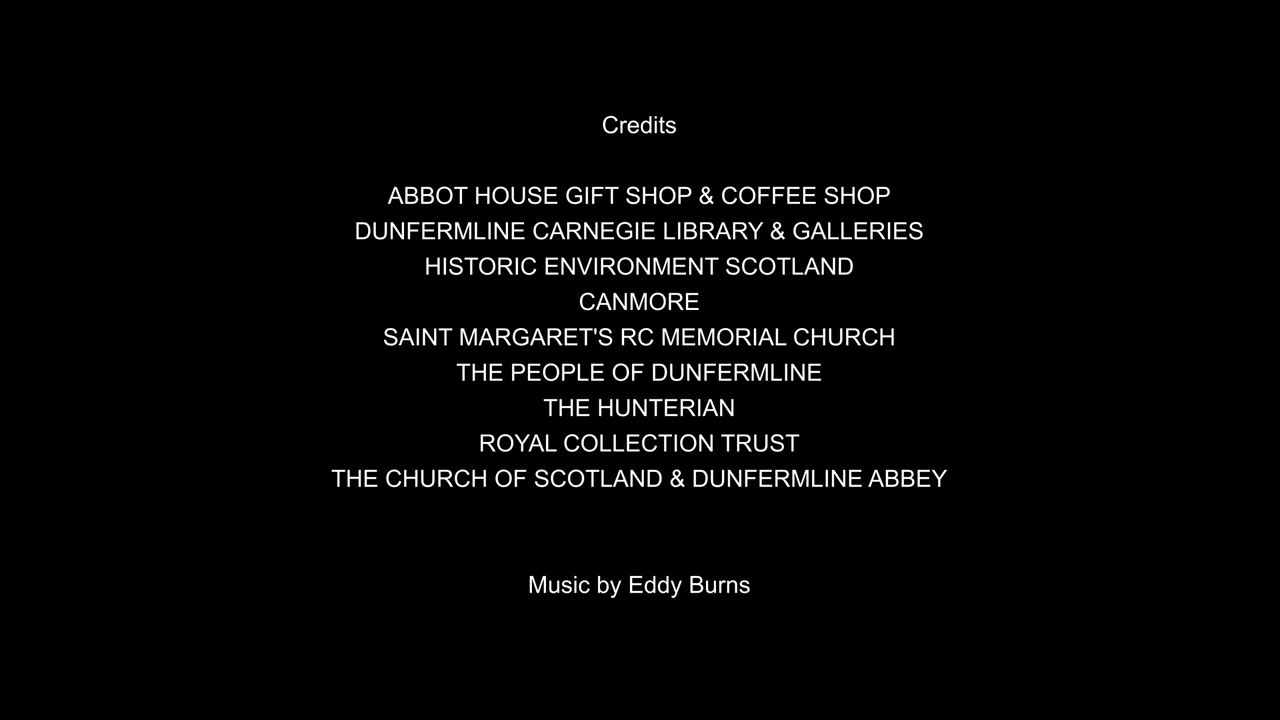 Credits
ABBOT HOUSE GIFT SHOP & COFFEE SHOP
DUNFERMLINE CARNEGIE LIBRARY & GALLERIES
HISTORIC ENVIRONMENT SCOTLAND
CANMORE
SAINT MARGARET'S RC MEMORIAL CHURCH
THE PEOPLE OF DUNFERMLINE
THE HUNTERIAN
ROYAL COLLECTION TRUST
THE CHURCH OF SCOTLAND & DUNFERMLINE ABBEY
Music by Eddy Burns